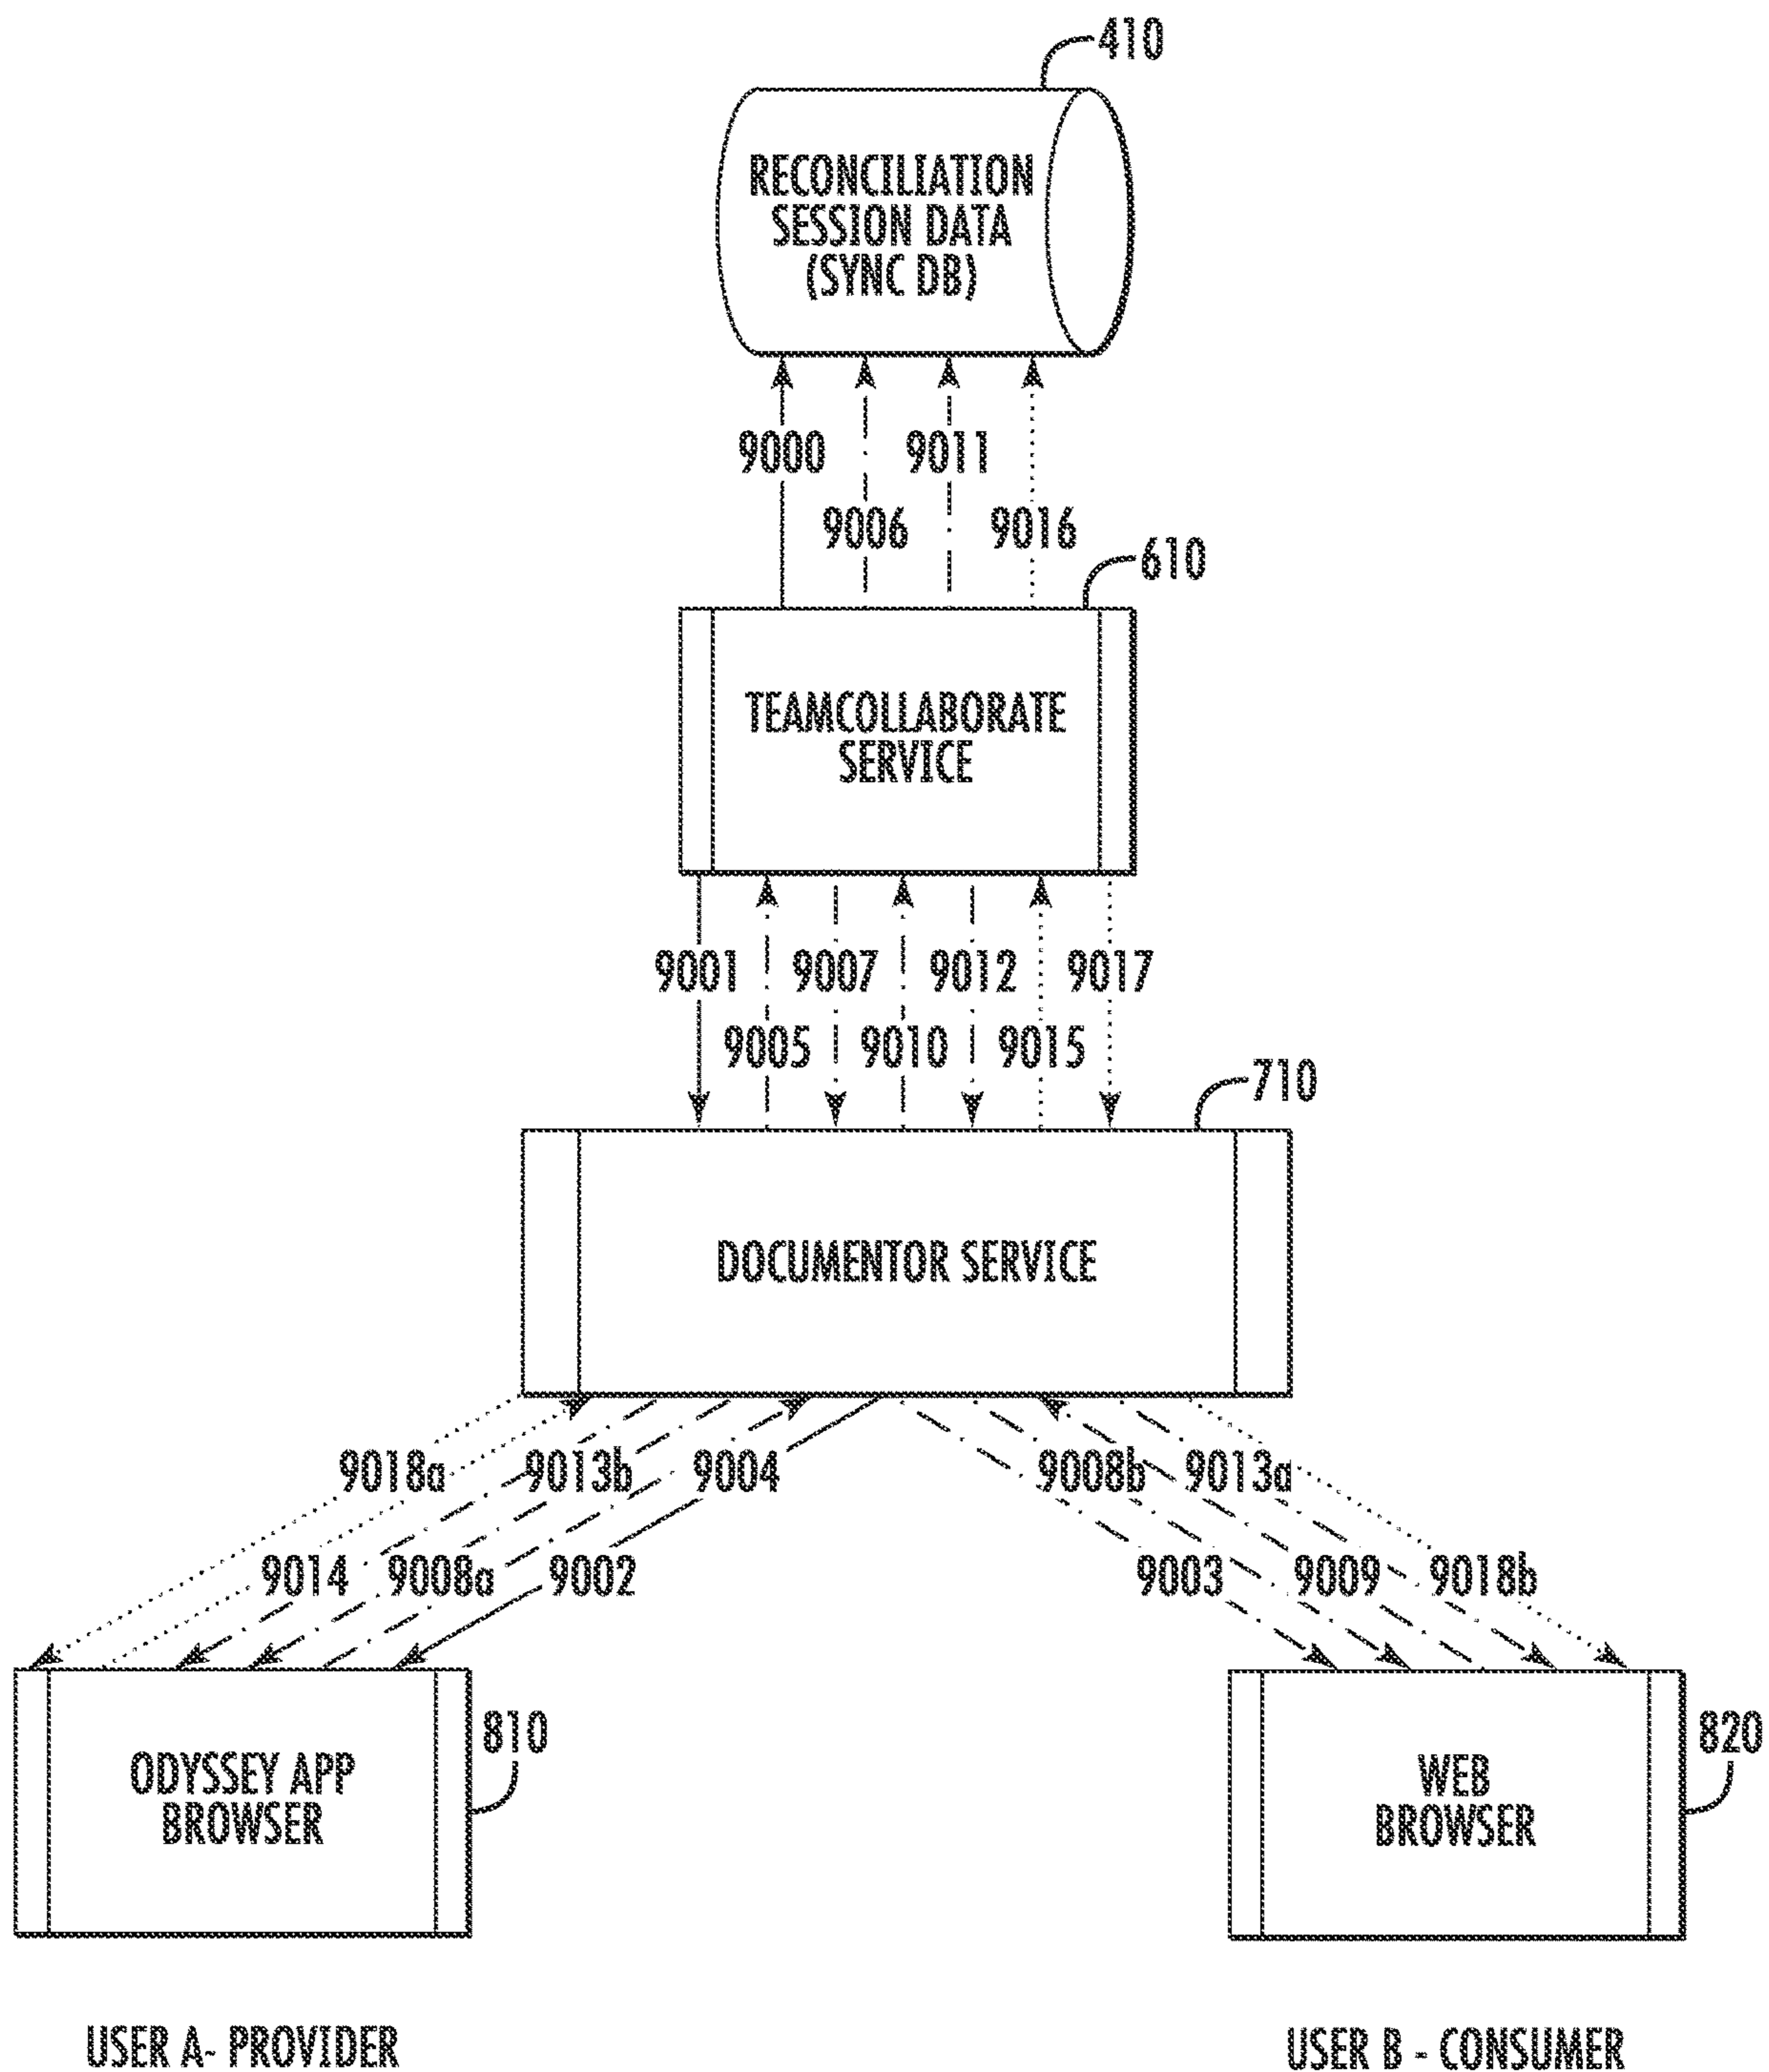 410
RECONCILIATION
SESSION DATA
(SYNC DB)
9000
9011
9006
9016
610
TEAMCOLLABORATE
SERVICE
9001
9007
9012
9017
9005
9010
9015
710
DOCUMENTOR SERVICE
9018a
9013b
9004
9008b
9013a
9014
9008a
9002
9003
9009
9018b
810
820
ODYSSEY APP
BROWSER
WEB
BROWSER
USER A- PROVIDER
USER B - CONSUMER